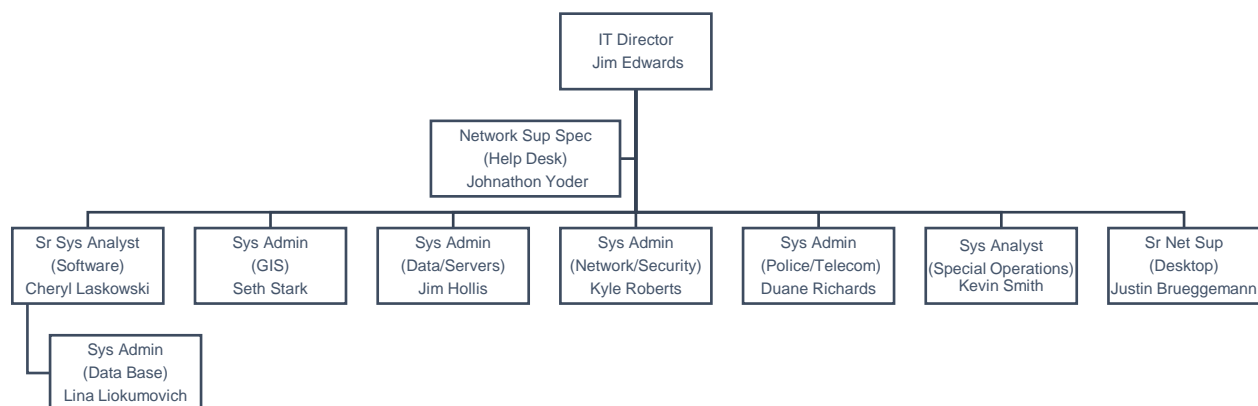 IT Director
Jim Edwards
Network Sup Spec
(Help Desk)
Johnathon Yoder
Sr Sys Analyst
(Software)
Cheryl Laskowski
Sys Admin
(GIS)
Seth Stark
Sys Admin
(Data/Servers)
Jim Hollis
Sys Admin
(Network/Security)
Kyle Roberts
Sys Admin
(Police/Telecom)
Duane Richards
Sys Analyst
(Special Operations)
Kevin Smith
Sr Net Sup
(Desktop)
Justin Brueggemann
Sys Admin
(Data Base)
Lina Liokumovich